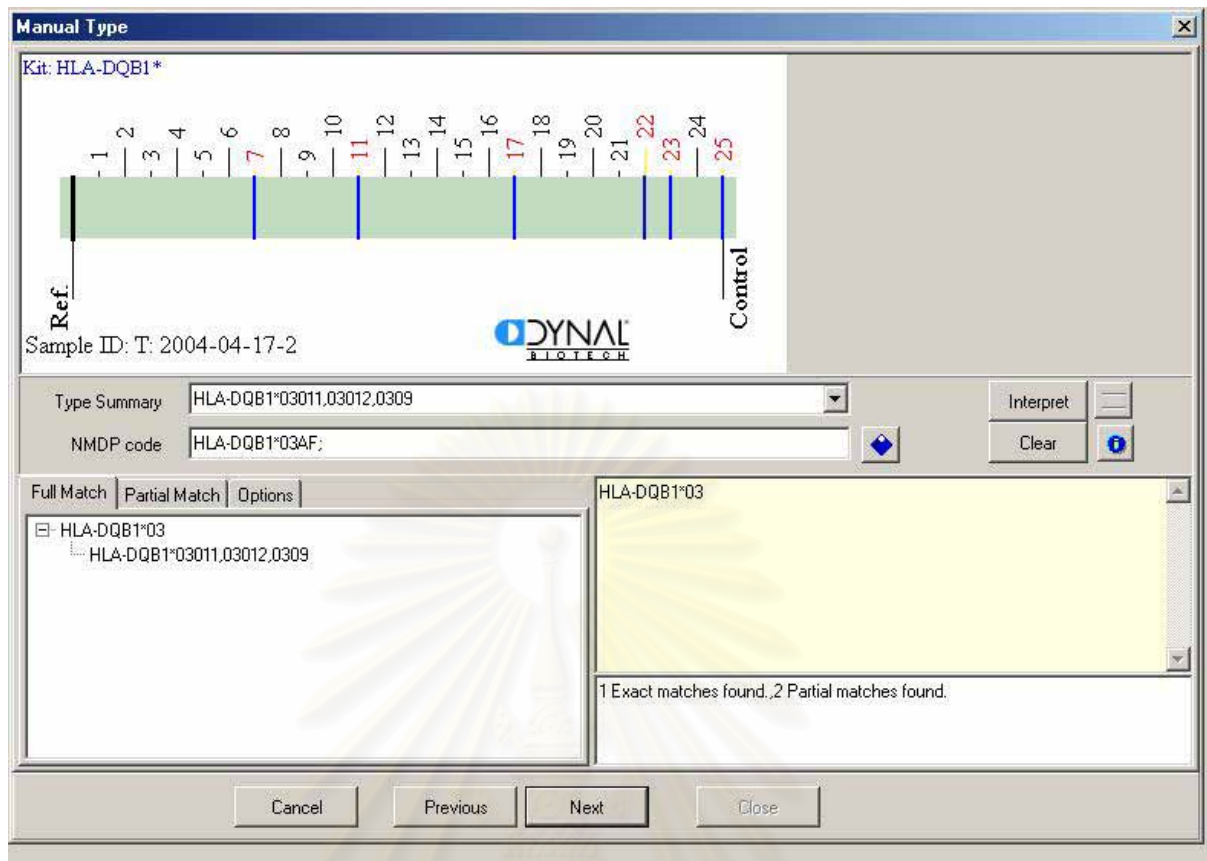 Manual Type
Kit: HLA-DQB1*
1 2 3 4 5 6 7 8 9 10 11 12 13 14 15 16 17 18 19 20 21 22 23 24 25
Ref.
Control
Sample ID: T: 2004-04-17-2
DYNAL
BIOTECH
Type Summary HLA-DQB1*03011,03012,0309 Interpret
NMDP code HLA-DQB1*03AF; Clear
Full Match Partial Match Options
HLA-DQB1*03
HLA-DQB1*03011,03012,0309
HLA-DQB1*03
1 Exact matches found.,2 Partial matches found.
Cancel Previous Next Close